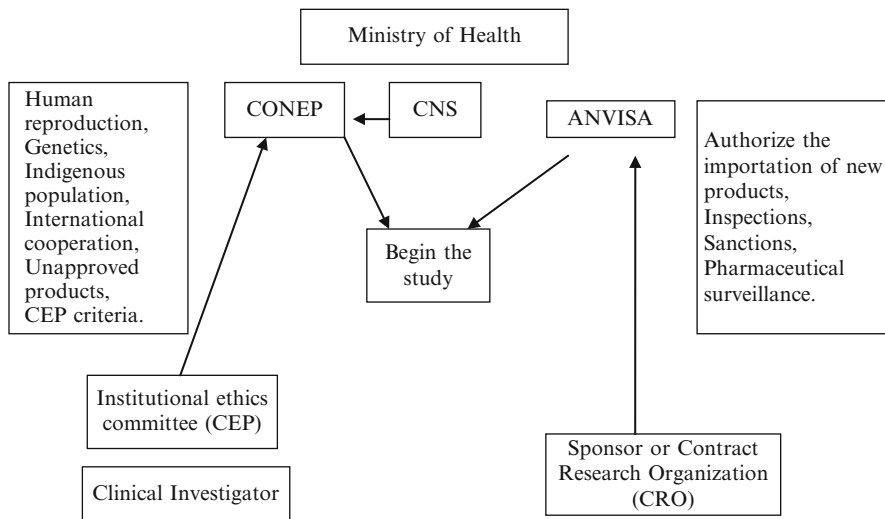 Ministry of Health
Human
reproduction,
Genetics,
Indigenous
population,
International
cooperation,
Unapproved
products,
CEP criteria.
CONEP
CNS
ANVISA
Authorize the
importation of new
products,
Inspections,
Sanctions,
Pharmaceutical
surveillance.
Begin the
study
Institutional ethics
committee (CEP)
Clinical Investigator
Sponsor or Contract
Research Organization
(CRO)